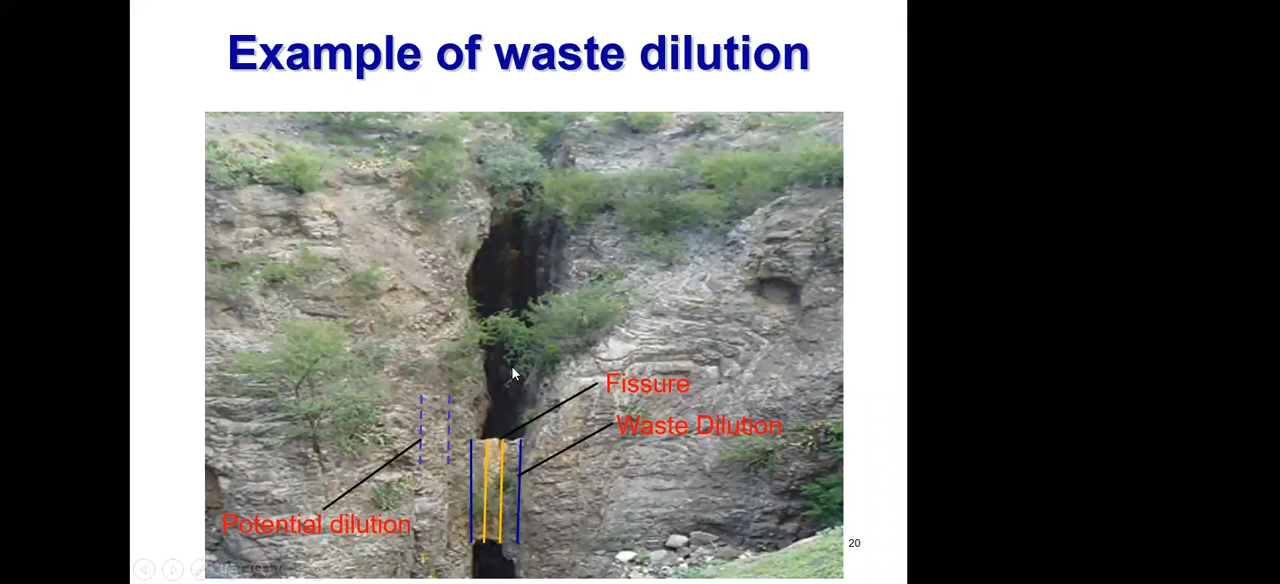 Example of waste dilution
Fissure
Waste Dilution
Potential dilution
20